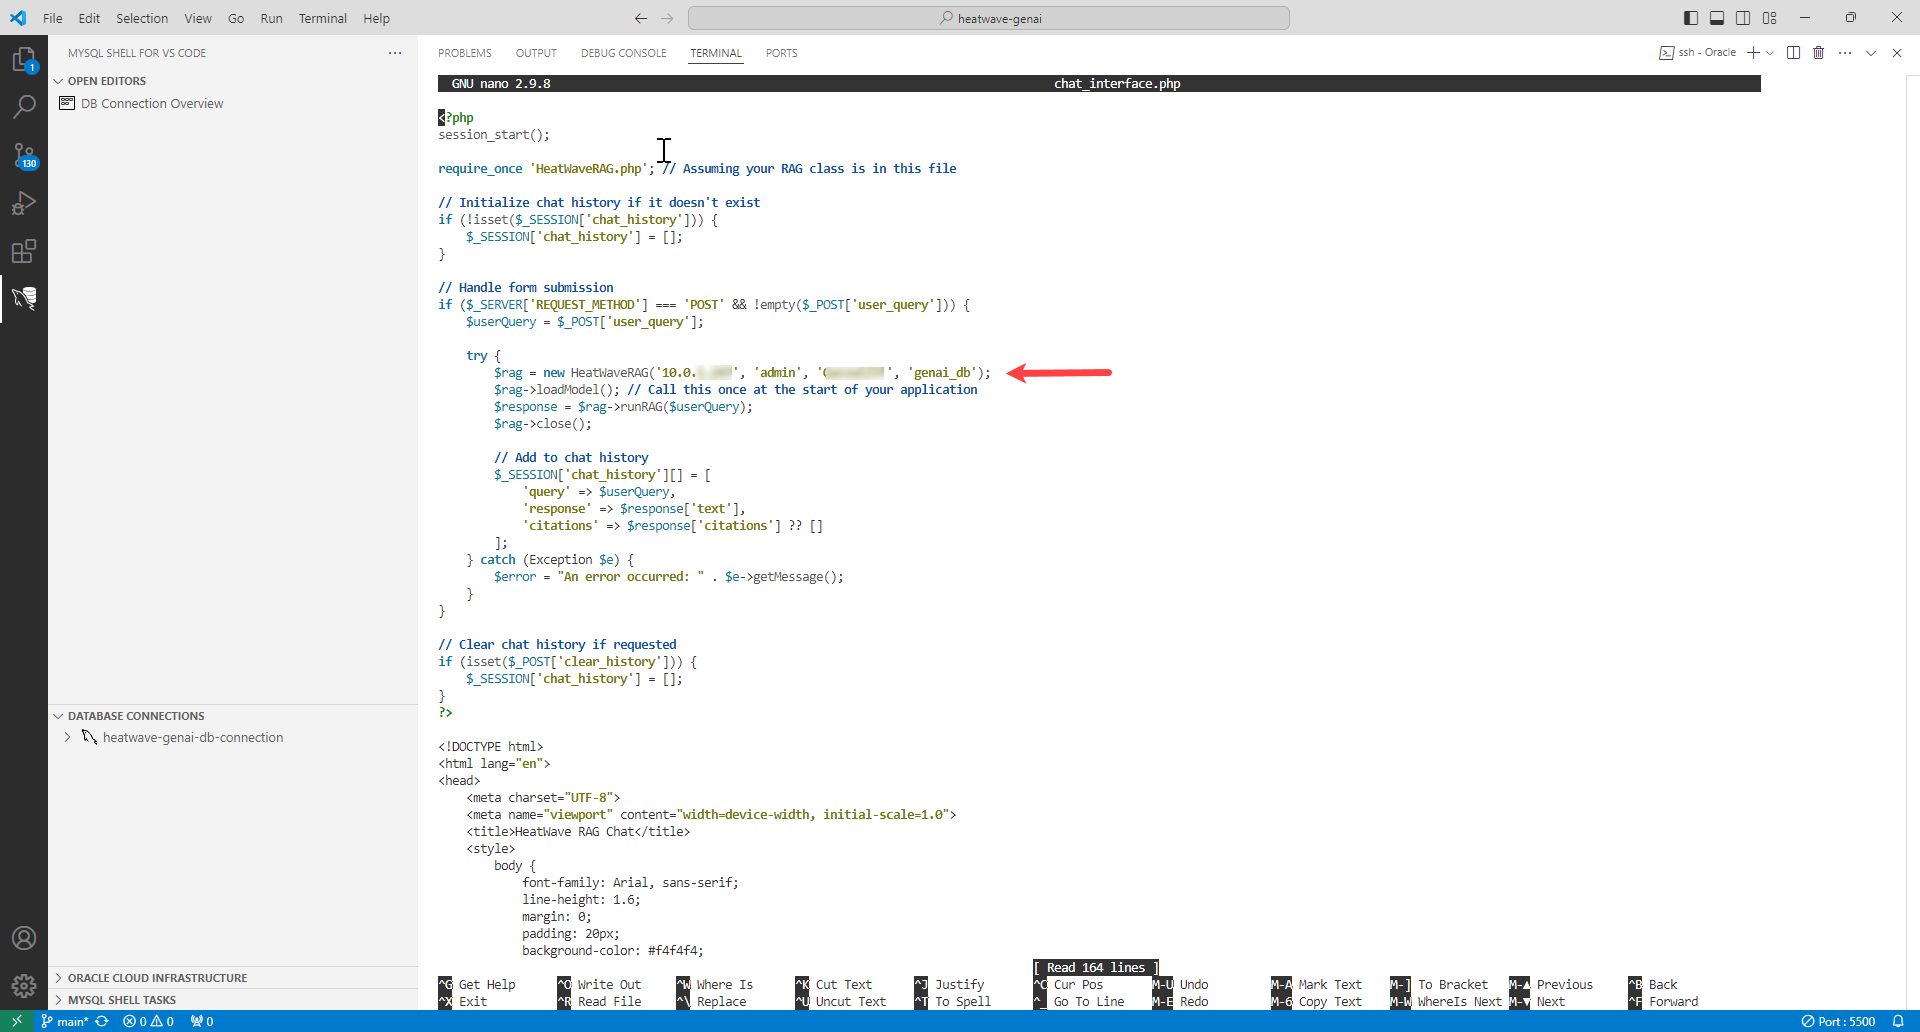 File Edit Selection View Go Run Terminal Help
heatwave-genai
MYSQL SHELL FOR VS CODE
OPEN EDITORS
DB Connection Overview
1
130
DATABASE CONNECTIONS
heatwave-genai-db-connection
ORACLE CLOUD INFRASTRUCTURE
MYSQL SHELL TASKS
PROBLEMS OUTPUT DEBUG CONSOLE TERMINAL PORTS
ssh - Oracle
GNU nano 2.9.8 chat_interface.php
<?php
session_start();
require_once 'HeatWaveRAG.php'; // Assuming your RAG class is in this file
// Initialize chat history if it doesn't exist
if (!isset($_SESSION['chat_history'])) {
$_SESSION['chat_history'] = [];
}
// Handle form submission
if ($_SERVER['REQUEST_METHOD'] === 'POST' && !empty($_POST['user_query'])) {
$userQuery = $_POST['user_query'];
try {
$rag = new HeatWaveRAG('10.0. ', 'admin', ' ', 'genai_db');
$rag->loadModel(); // Call this once at the start of your application
$response = $rag->runRAG($userQuery);
$rag->close();
// Add to chat history
$_SESSION['chat_history'][] = [
'query' => $userQuery,
'response' => $response['text'],
'citations' => $response['citations'] ?? []
];
} catch (Exception $e) {
$error = "An error occurred: " . $e->getMessage();
}
}
// Clear chat history if requested
if (isset($_POST['clear_history'])) {
$_SESSION['chat_history'] = [];
}
?>
<!DOCTYPE html>
<html lang="en">
<head>
<meta charset="UTF-8">
<meta name="viewport" content="width=device-width, initial-scale=1.0">
<title>HeatWave RAG Chat</title>
<style>
body {
font-family: Arial, sans-serif;
line-height: 1.6;
margin: 0;
padding: 20px;
background-color: #f4f4f4;
[ Read 164 lines ]
^G Get Help ^O Write Out ^W Where Is ^K Cut Text ^J Justify ^C Cur Pos M-U Undo M-A Mark Text M-] To Bracket M-▲ Previous ^B Back
^X Exit ^R Read File ^\ Replace ^U Uncut Text ^T To Spell ^_ Go To Line M-E Redo M-6 Copy Text M-W WhereIs Next M-▼ Next ^F Forward
main* 0 0 0 Port : 5500